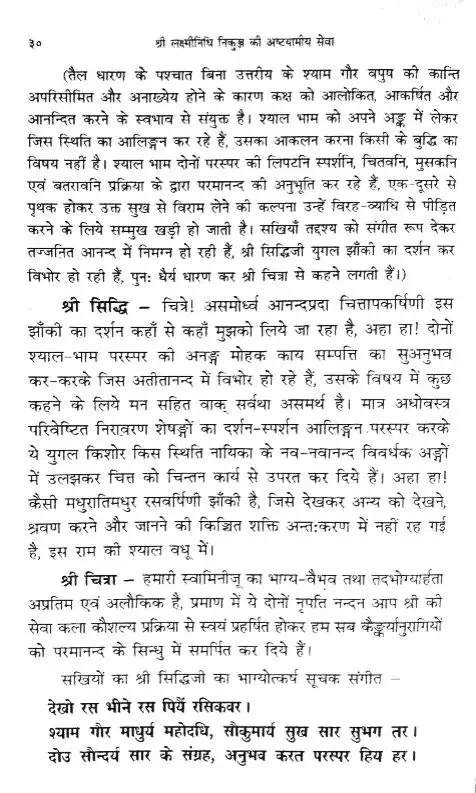 ३० श्री लक्ष्मीनिधि निकुञ्ज की अष्टयामीय सेवा
(तैल धारण के पश्चात बिना उत्तरीय के श्याम गौर वपुष की कान्ति
अपरिसीमित और अनाख्येय होने के कारण कक्ष को आलोकित, आकर्षित और
आनन्दित करने के स्वभाव से संयुक्त है। श्याल भाम को अपने अङ्क में लेकर
जिस स्थिति का आलिङ्गन कर रहे हैं, उसका आकलन करना किसी के बुद्धि का
विषय नहीं है। श्याल भाम दोनों परस्पर की लिपटनि स्पर्शनि, चितवनि, मुसकनि
एवं बतरावनि प्रक्रिया के द्वारा परमानन्द की अनुभूति कर रहे हैं, एक-दूसरे से
पृथक होकर उक्त सुख से विराम लेने की कल्पना उन्हें विरह-व्याधि से पीड़ित
करने के लिये सम्मुख खड़ी हो जाती है। सखियाँ तद्दश्य को संगीत रूप देकर
तज्जनित आनन्द में निमग्न हो रही हैं, श्री सिद्धिजी युगल झाँकी का दर्शन कर
विभोर हो रही हैं, पुनः धैर्य धारण कर श्री चित्रा से कहने लगती हैं।)
श्री सिद्धि – चित्रे! असमोर्ध्व आनन्दप्रदा चित्तापकर्षिणी इस
झाँकी का दर्शन कहाँ से कहाँ मुझको लिये जा रहा है, अहा हा! दोनों
श्याल-भाम परस्पर की अनङ्ग मोहक काय सम्पत्ति का सुअनुभव
कर-करके जिस अतीतानन्द में विभोर हो रहे हैं, उसके विषय में कुछ
कहने के लिये मन सहित वाक् सर्वथा असमर्थ है। मात्र अधोवस्त्र
परिवेष्टित निरावरण शेषङ्गों का दर्शन-स्पर्शन आलिङ्गन परस्पर करके
ये युगल किशोर किस स्थिति नायिका के नव-नवानन्द विवर्धक अङ्गों
में उलझकर चित्त को चिन्तन कार्य से उपरत कर दिये हैं। अहा हा!
कैसी मधुरातिमधुर रसवर्षिणी झाँकी है, जिसे देखकर अन्य को देखने,
श्रवण करने और जानने की किञ्चित शक्ति अन्तःकरण में नहीं रह गई
है, इस राम की श्याल वधू में।
श्री चित्रा – हमारी स्वामिनीजू का भाग्य-वैभव तथा तदभोग्यार्हता
अप्रतिम एवं अलौकिक है, प्रमाण में ये दोनों नृपति नन्दन आप श्री की
सेवा कला कौशल्य प्रक्रिया से स्वयं प्रहर्षित होकर हम सब कैङ्कर्यानुरागियों
को परमानन्द के सिन्धु में समर्पित कर दिये हैं।
सखियों का श्री सिद्धिजी का भाग्योत्कर्ष सूचक संगीत –
देखो रस भीने रस पियैं रसिकवर।
श्याम गौर माधुर्य महोदधि, सौकुमार्य सुख सार सुभग तर।
दोउ सौन्दर्य सार के संग्रह, अनुभव करत परस्पर हिय हर।